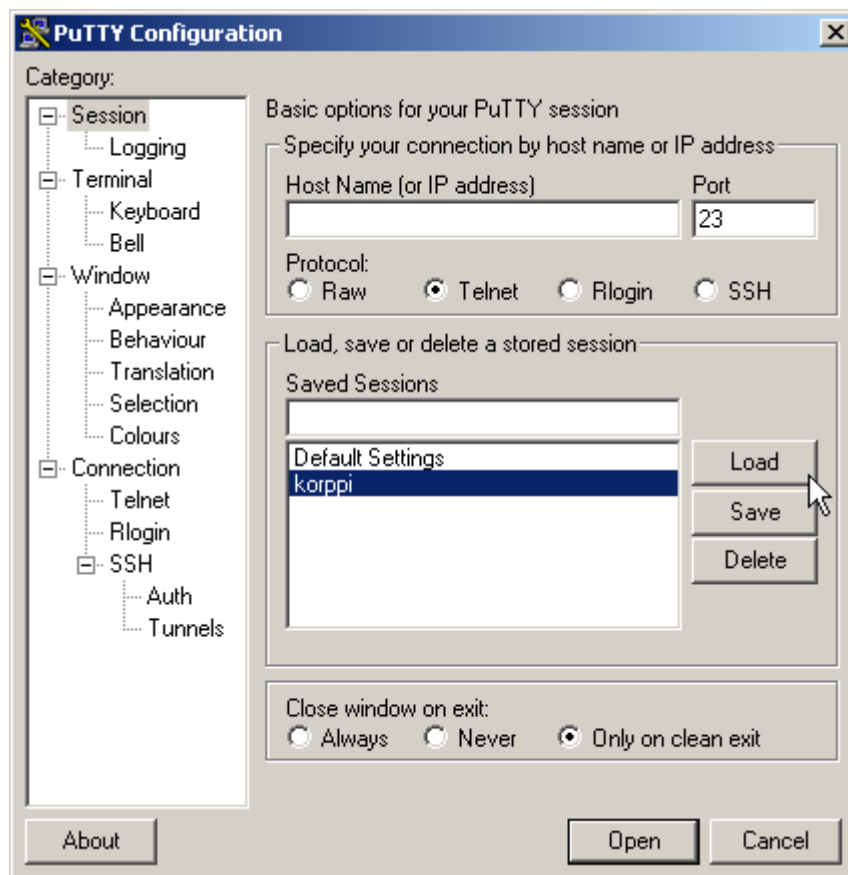 PuTTY Configuration
Category:
Session
Logging
Terminal
Keyboard
Bell
Window
Appearance
Behaviour
Translation
Selection
Colours
Connection
Telnet
Rlogin
SSH
Auth
Tunnels
Basic options for your PuTTY session
Specify your connection by host name or IP address
Host Name (or IP address) Port
23
Protocol:
Raw Telnet Rlogin SSH
Load, save or delete a stored session
Saved Sessions
Default Settings
korppi
Load
Save
Delete
Close window on exit:
Always Never Only on clean exit
About Open Cancel